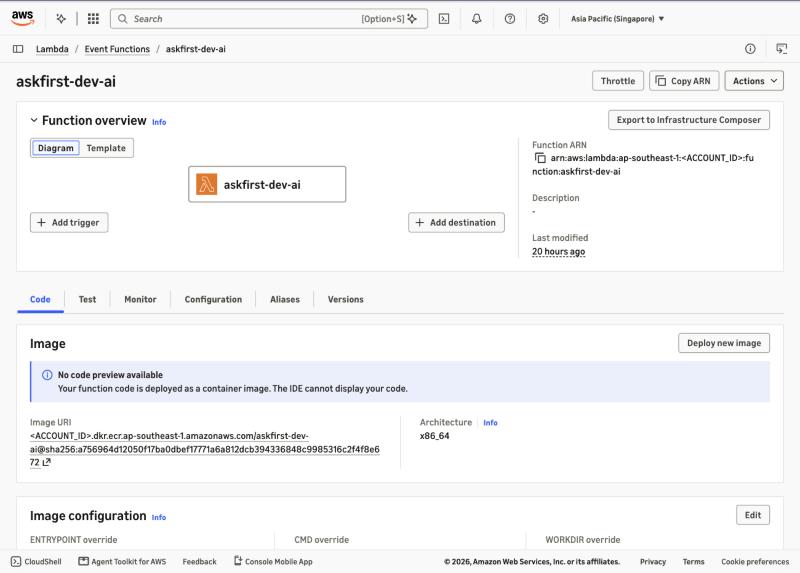 aws
Search [Option+S]
Asia Pacific (Singapore) ▼
Lambda / Event Functions / askfirst-dev-ai
askfirst-dev-ai
Throttle Copy ARN Actions
Function overview Info
Export to Infrastructure Composer
Diagram Template
askfirst-dev-ai
+ Add trigger
+ Add destination
Function ARN
arn:aws:lambda:ap-southeast-1:<ACCOUNT_ID>:fu
nction:askfirst-dev-ai
Description
-
Last modified
20 hours ago
Code Test Monitor Configuration Aliases Versions
Image
Deploy new image
No code preview available
Your function code is deployed as a container image. The IDE cannot display your code.
Image URI
<ACCOUNT_ID>.dkr.ecr.ap-southeast-1.amazonaws.com/askfirst-dev-
ai@sha256:a756964d12050f17ba0dbef17771a6a812dcb394336848c9985316c2f4f8e6
72
Architecture Info
x86_64
Image configuration Info
Edit
ENTRYPOINT override CMD override WORKDIR override
CloudShell Agent Toolkit for AWS Feedback Console Mobile App © 2026, Amazon Web Services, Inc. or its affiliates. Privacy Terms Cookie preferences